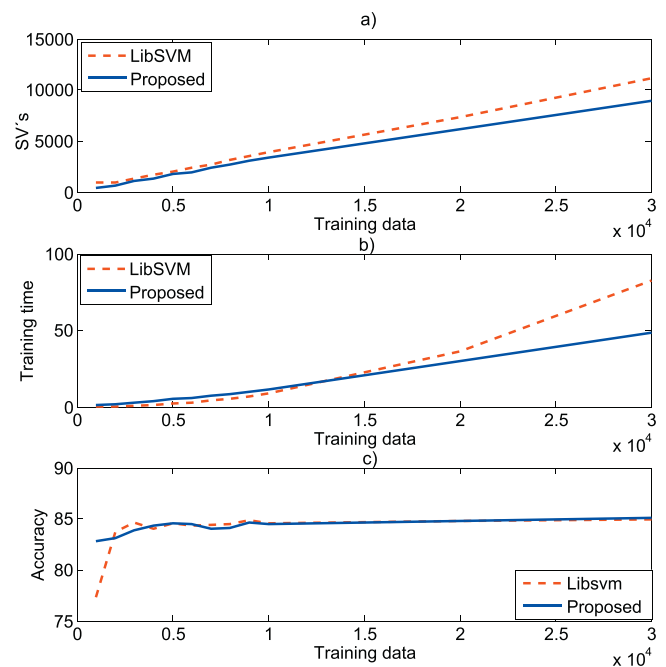 a)
15000
10000
5000
0
SV´s
LibSVM
Proposed
0 0.5 1 1.5 2 2.5 3
Training data
x 10^4
b)
100
50
0
Training time
LibSVM
Proposed
0 0.5 1 1.5 2 2.5 3
Training data
x 10^4
c)
90
85
80
75
Accuracy
Libsvm
Proposed
0 0.5 1 1.5 2 2.5 3
Training data
x 10^4